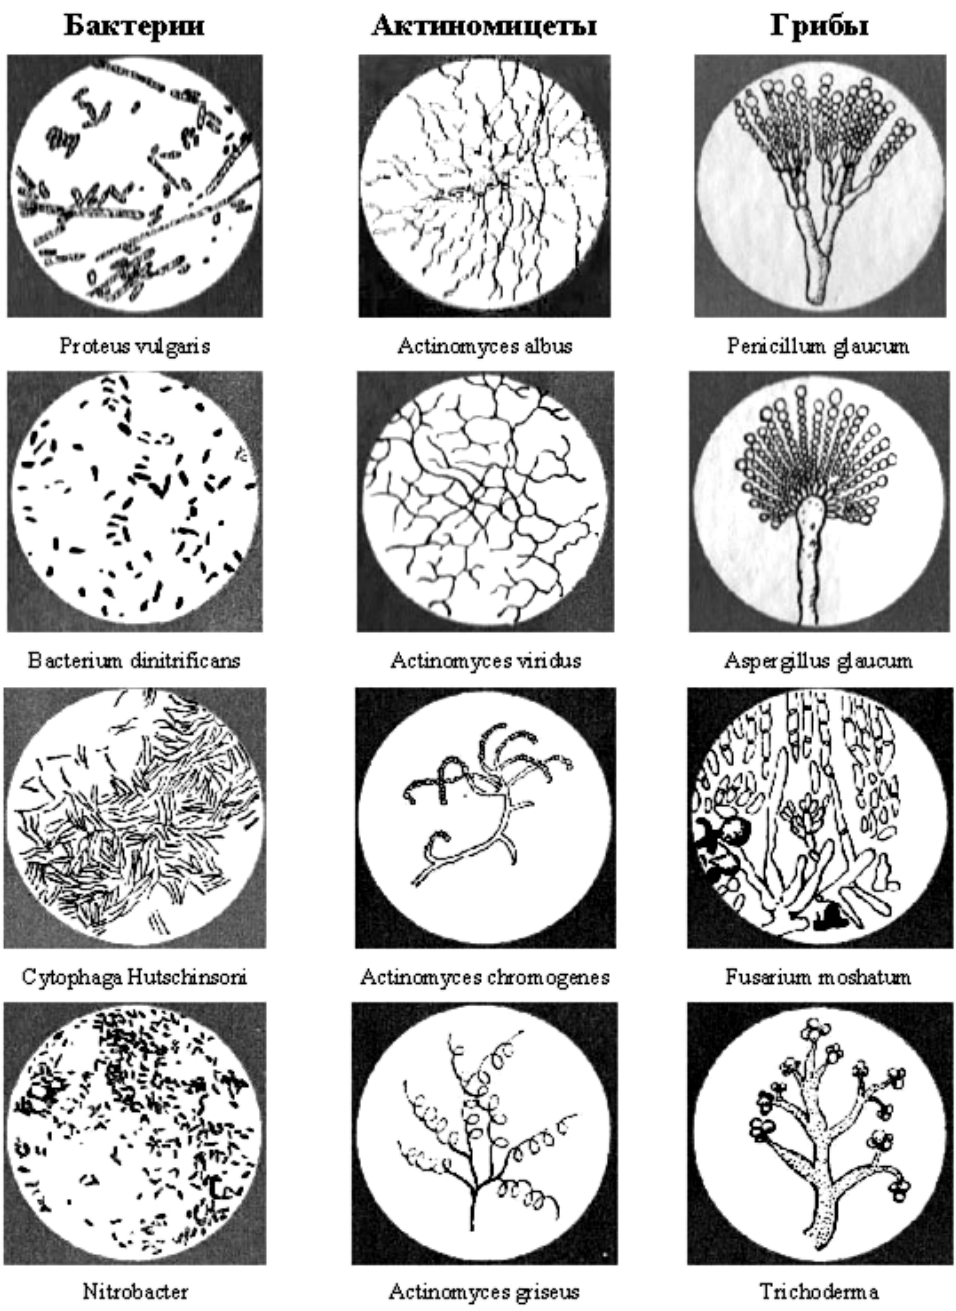 Бактерии Актиномицеты Грибы
Proteus vulgaris Actinomyces albus Penicillum glaucum
Bacterium dinitrificans Actinomyces viridus Aspergillus glaucum
Cytophaga Hutschinsoni Actinomyces chromogenes Fusarium moshatum
Nitrobacter Actinomyces griseus Trichoderma